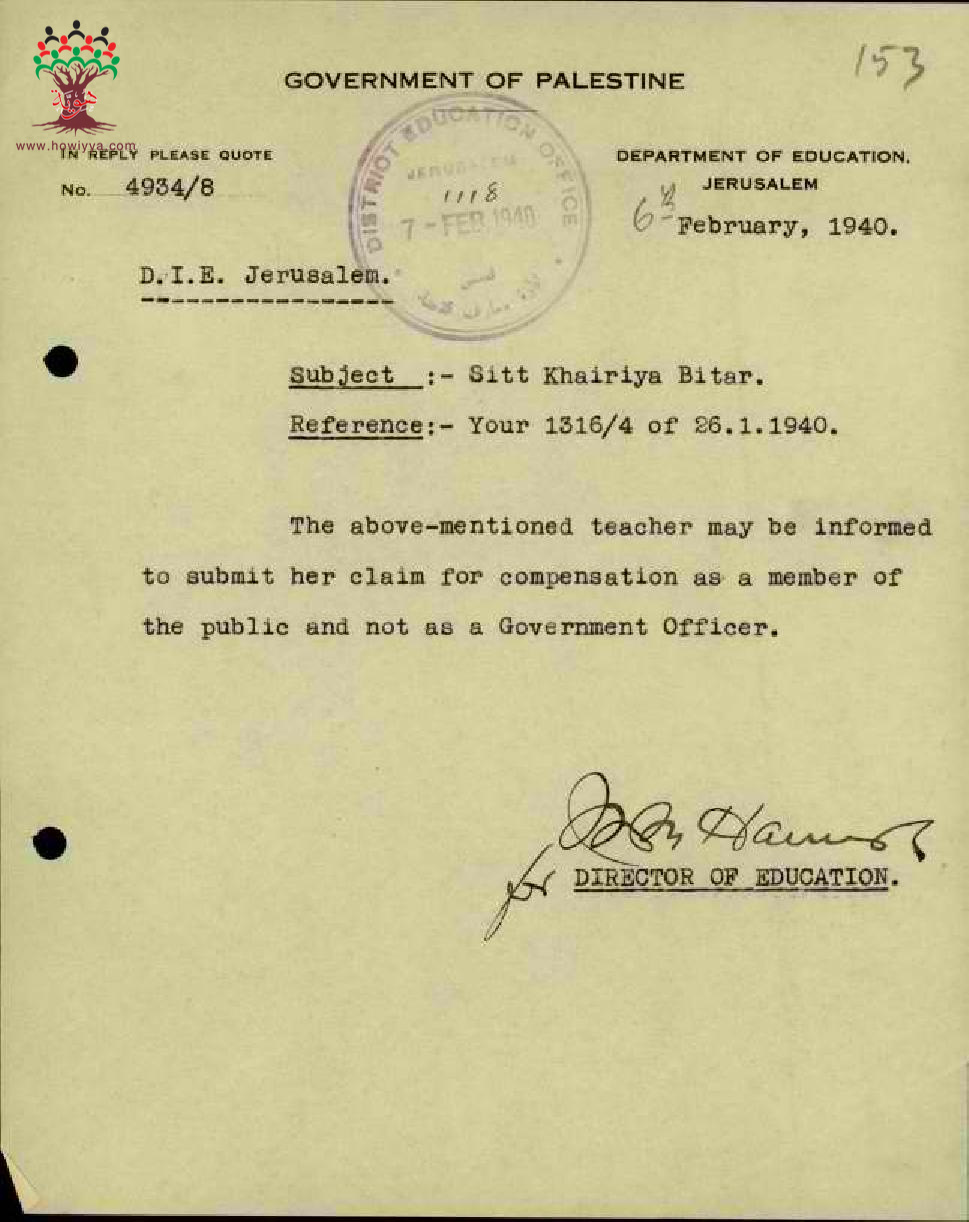 153
GOVERNMENT OF PALESTINE
www.howiyya.com
IN REPLY PLEASE QUOTE
No. 4934/8
DEPARTMENT OF EDUCATION,
JERUSALEM
6th February, 1940.
DISTRICT EDUCATION OFFICE
JERUSALEM
1118
7-FEB 1940
D.I.E. Jerusalem.
Subject :- Sitt Khairiya Bitar.
Reference:- Your 1316/4 of 26.1.1940.
The above-mentioned teacher may be informed
to submit her claim for compensation as a member of
the public and not as a Government Officer.
for DIRECTOR OF EDUCATION.